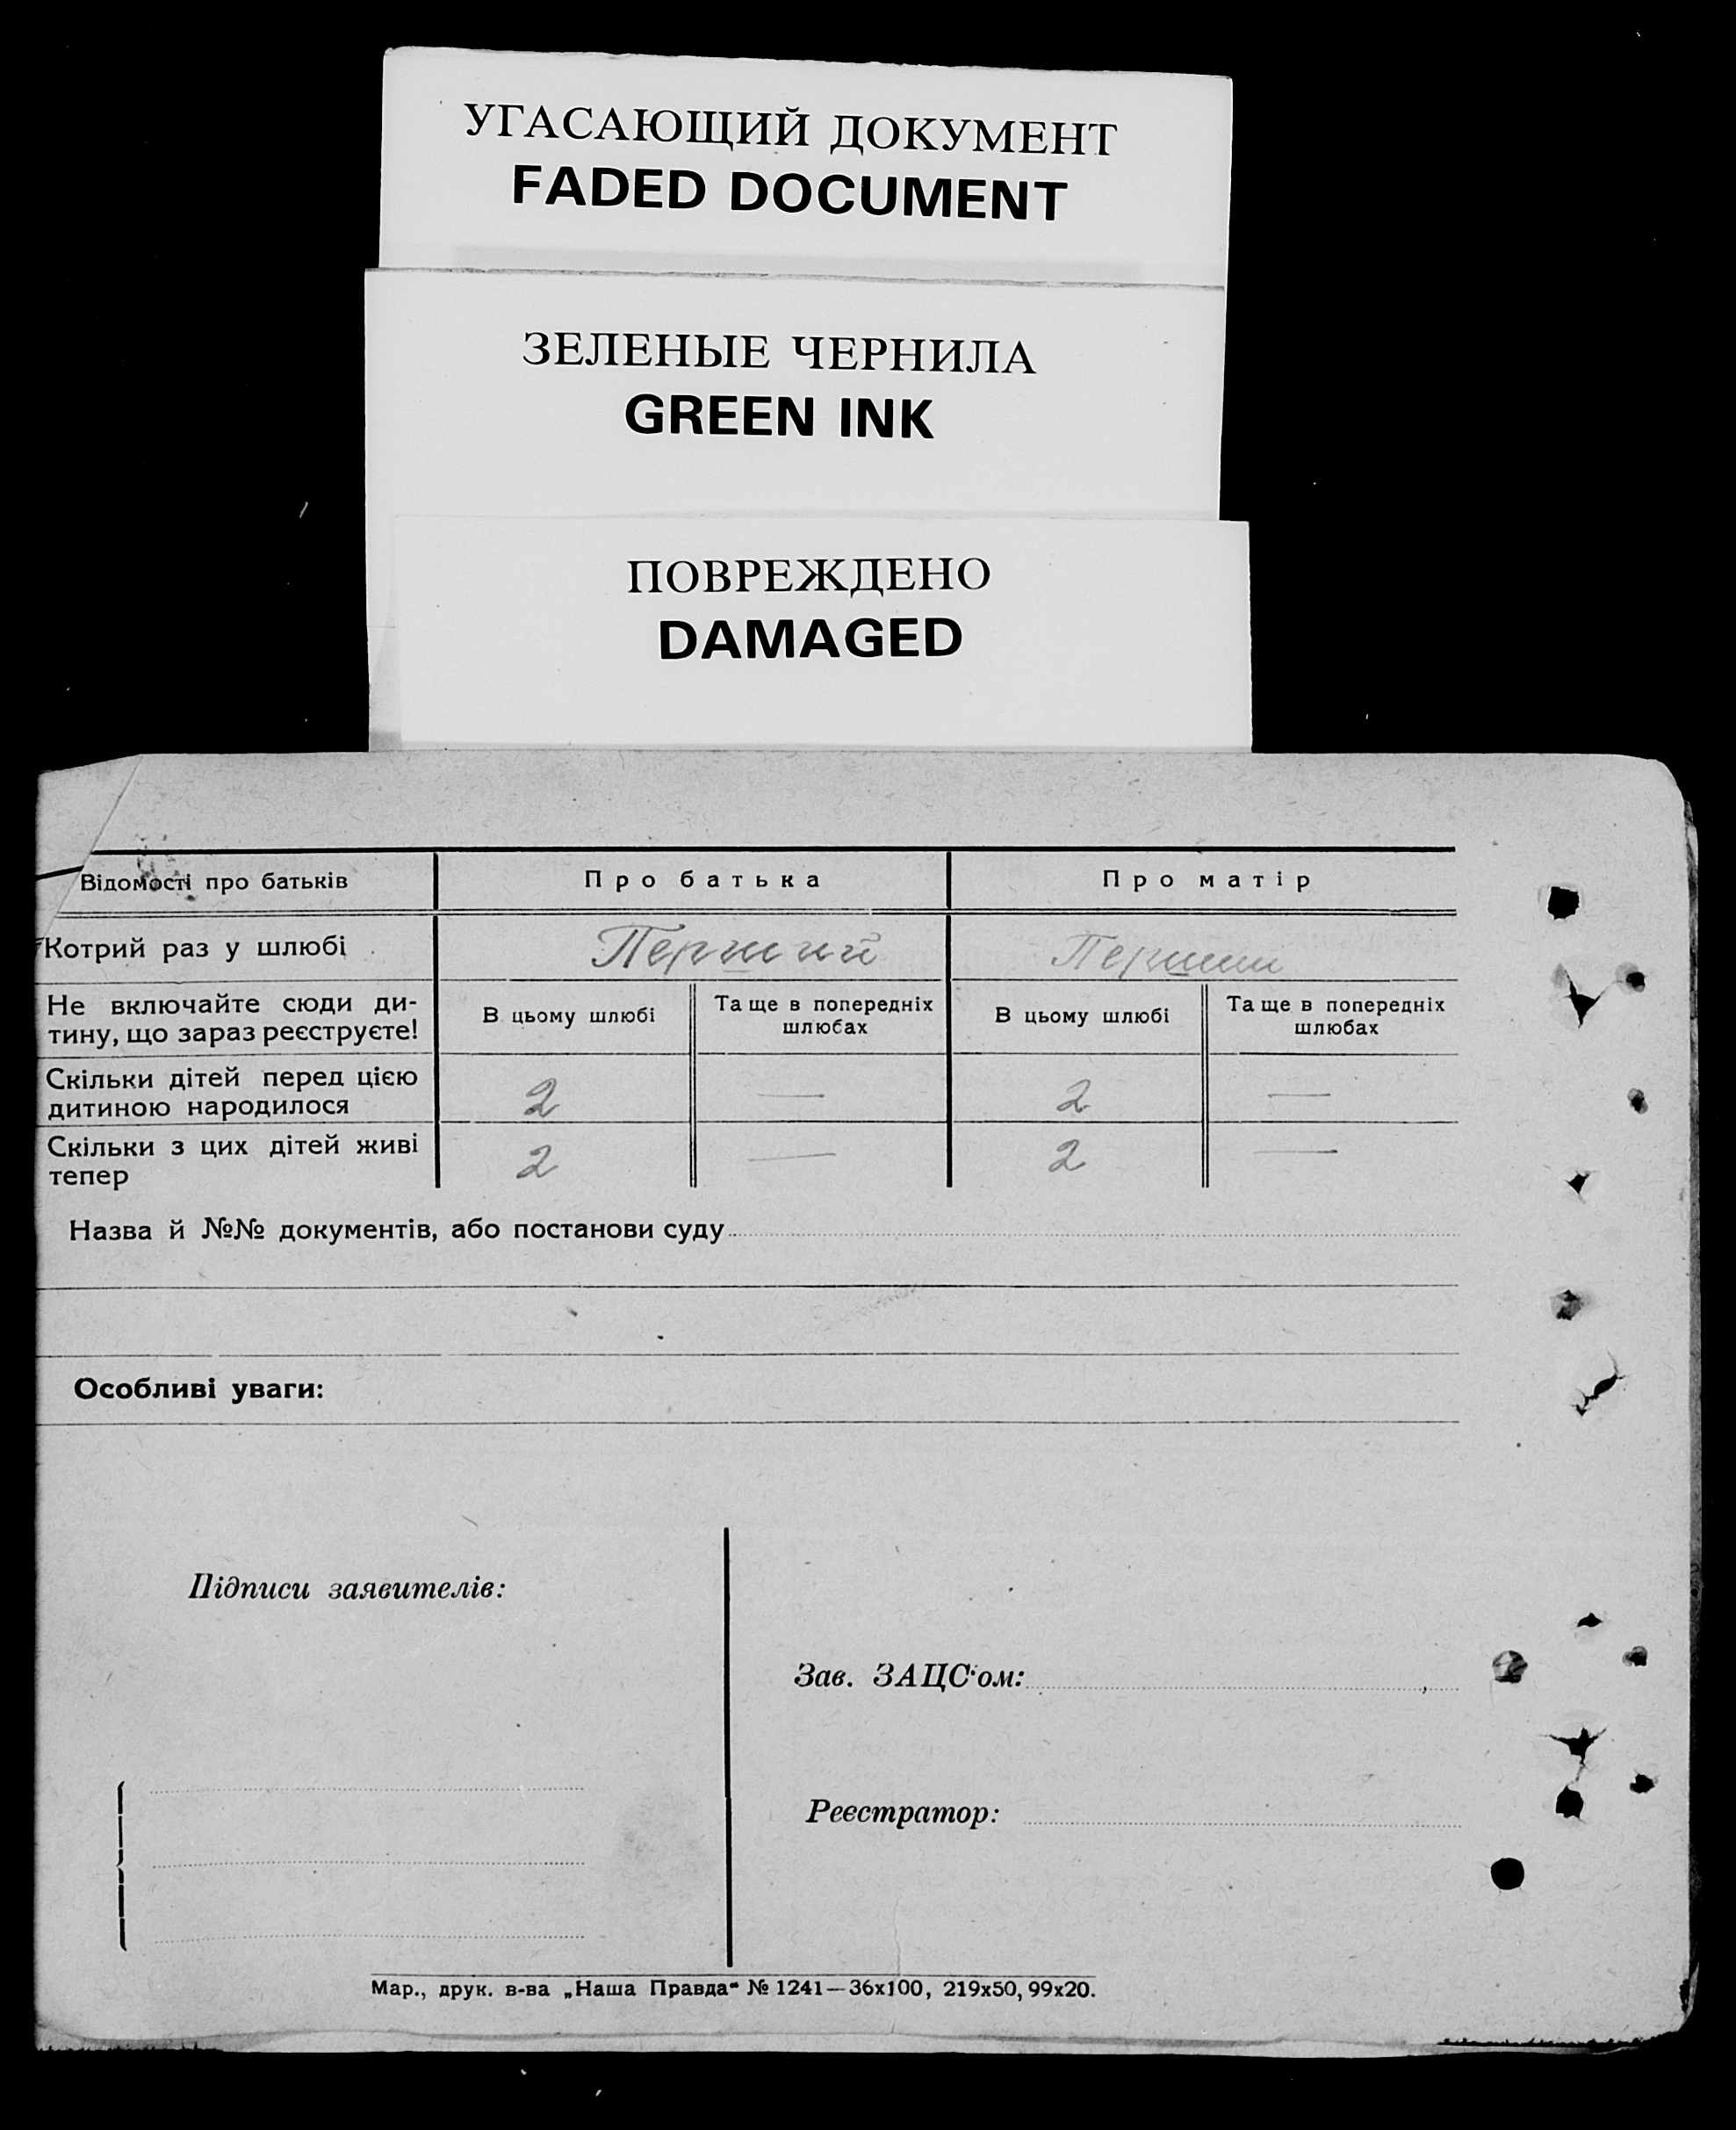 УГАСАЮЩИЙ ДОКУМЕНТ
FADED DOCUMENT
ЗЕЛЕНЫЕ ЧЕРНИЛА
GREEN INK
ПОВРЕЖДЕНО
DAMAGED
Відомості про батьків
Про батька
Про матір
Котрий раз у шлюбі
Перший
Перший
Не включайте сюди ди-
тину, що зараз реєструєте!
В цьому шлюбі
Та ще в попередніх
шлюбах
В цьому шлюбі
Та ще в попередніх
шлюбах
Скільки дітей перед цією
дитиною народилося
2
—
2
—
Скільки з цих дітей живі
тепер
2
—
2
—
Назва й №№ документів, або постанови суду
Особливі уваги:
Підписи заявителів:
Зав. ЗАЦС‘ом:
Реєстратор:
Мар., друк. в-ва „Наша Правда“ № 1241—36x100, 219x50, 99x20.